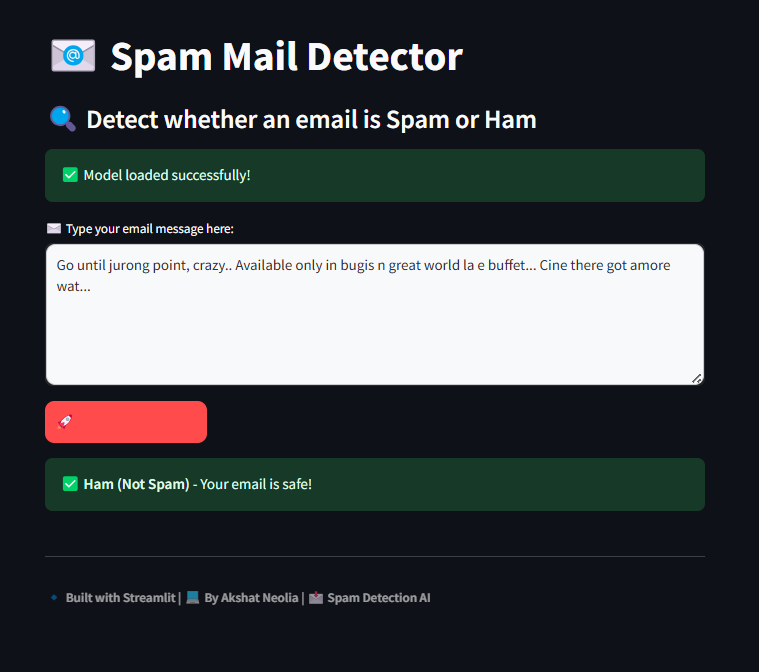 Spam Mail Detector
Detect whether an email is Spam or Ham
Model loaded successfully!
Type your email message here:
Go until jurong point, crazy.. Available only in bugis n great world la e buffet... Cine there got amore
wat...
Ham (Not Spam) - Your email is safe!
Built with Streamlit | By Akshat Neolia | Spam Detection AI